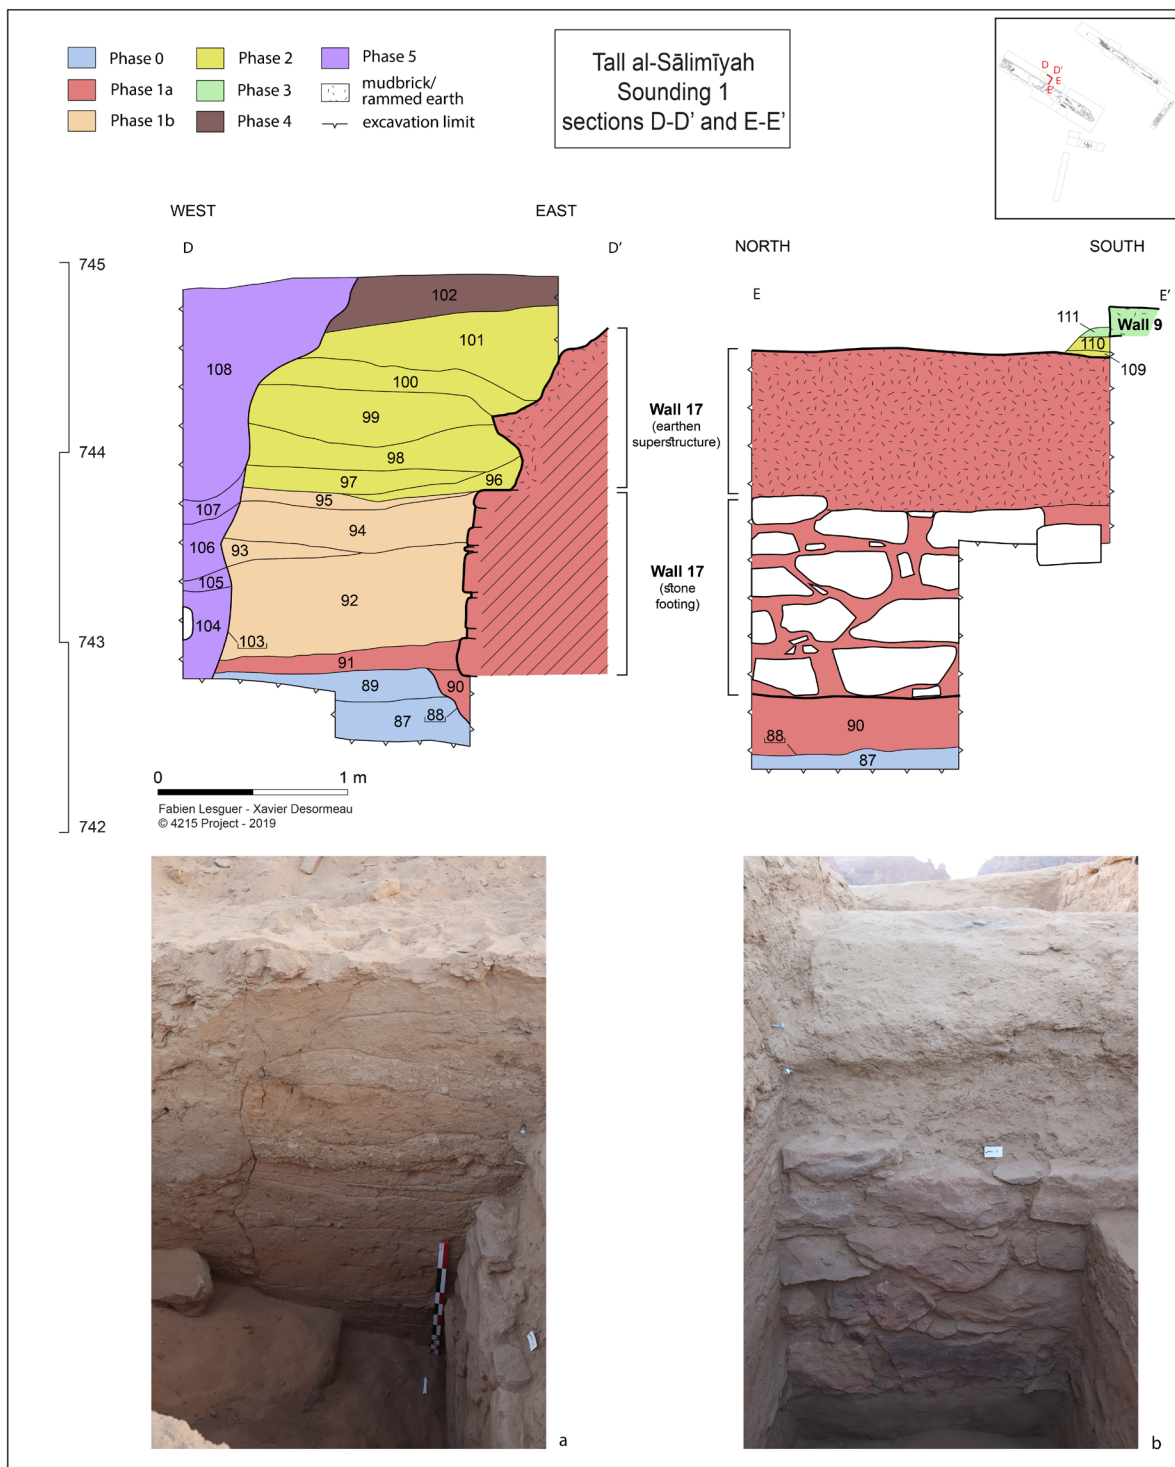 Phase 0
Phase 2
Phase 5
Phase 1a
Phase 3
mudbrick/
rammed earth
Phase 1b
Phase 4
excavation limit
Tall al-Sālimīyah
Sounding 1
sections D-D' and E-E'
D
D'
E
E'
WEST
EAST
D
D'
NORTH
SOUTH
E
E'
745
744
743
742
102
101
100
99
98
97
96
95
94
93
92
91
90
89
88
87
108
107
106
105
104
103
Wall 17
(earthen
superstructure)
Wall 17
(stone
footing)
111
Wall 9
110
109
90
88
87
0
1 m
Fabien Lesguer - Xavier Desormeau
© 4215 Project - 2019
a
b